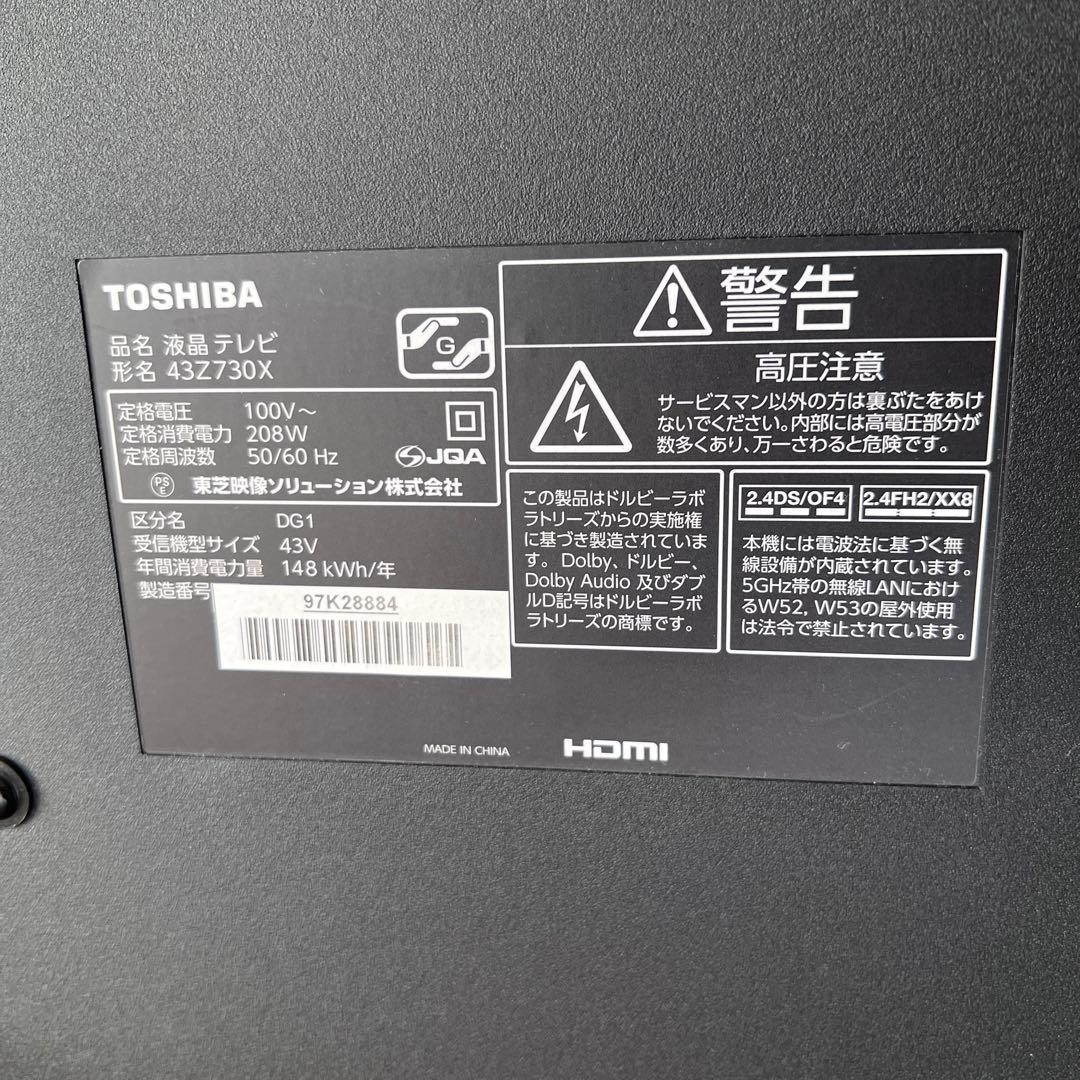 TOSHIBA
品名 液晶テレビ
形名 43Z730X
G
定格電圧 100V～
定格消費電力 208W
定格周波数 50/60 Hz
JQA
PS
E
東芝映像ソリューション株式会社
区分名 DG1
受信機型サイズ 43V
年間消費電力量 148 kWh/年
製造番号
97K28884
警告
高圧注意
サービスマン以外の方は裏ぶたをあけ
ないでください。内部には高電圧部分が
数多くあり、万一さわると危険です。
この製品はドルビーラボ
ラトリーズからの実施権
に基づき製造されていま
す。Dolby、ドルビー、
Dolby Audio 及びダブ
ルD記号はドルビーラボ
ラトリーズの商標です。
2.4DS/OF4
2.4FH2/XX8
本機には電波法に基づく無
線設備が内蔵されています。
5GHz帯の無線LANにおけ
るW52, W53の屋外使用
は法令で禁止されています。
MADE IN CHINA
HDMI